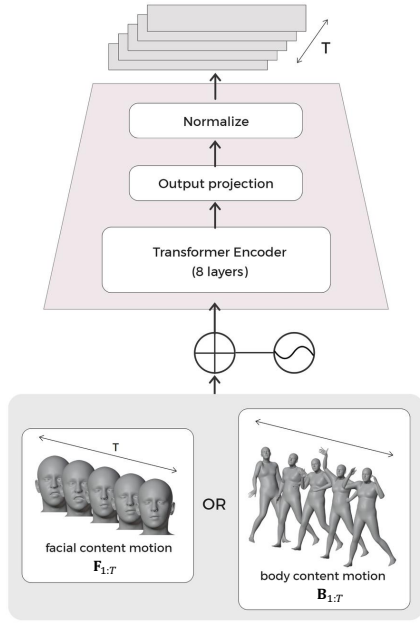 T
Normalize
Output projection
Transformer Encoder
(8 layers)
T
OR
facial content motion
F₁:T
body content motion
B₁:T